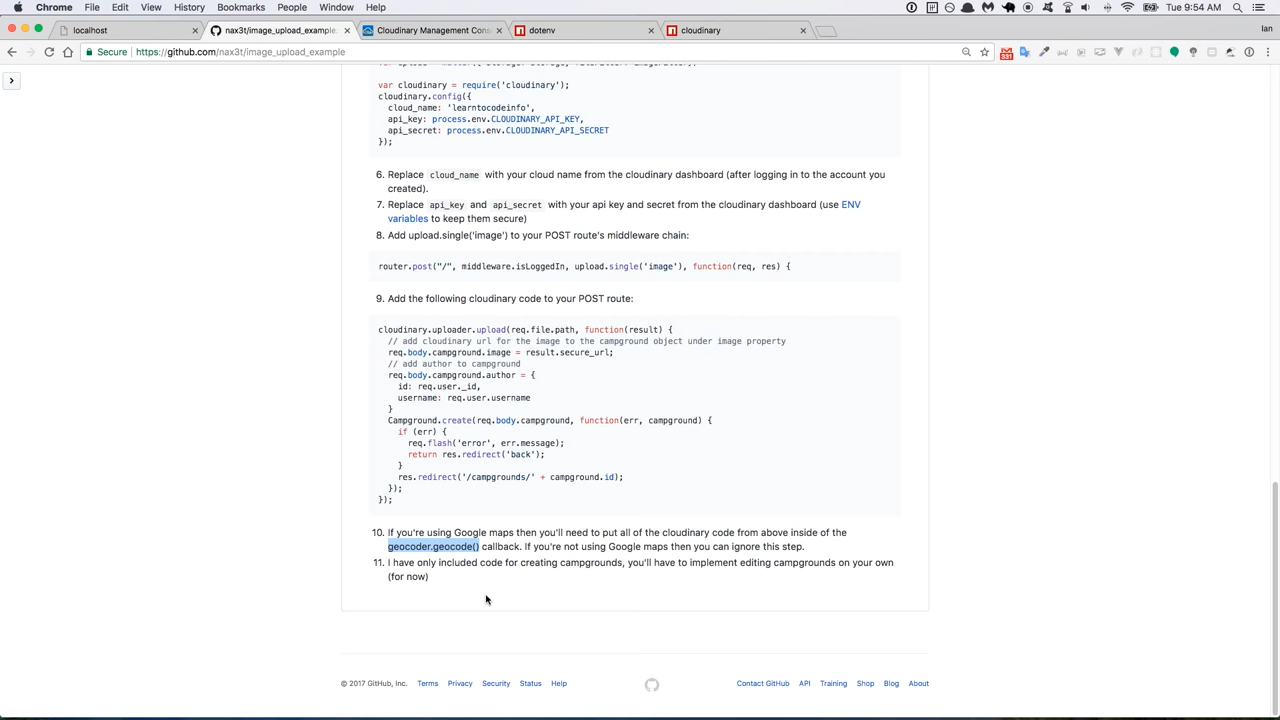 Chrome File Edit View History Bookmarks People Window Help Tue 9:54 AM
localhost nax3t/image_upload_example Cloudinary Management Cons dotenv cloudinary Ian
Secure https://github.com/nax3t/image_upload_example
var cloudinary = require('cloudinary');
cloudinary.config({
cloud_name: 'learntocodeinfo',
api_key: process.env.CLOUDINARY_API_KEY,
api_secret: process.env.CLOUDINARY_API_SECRET
});
6. Replace cloud_name with your cloud name from the cloudinary dashboard (after logging in to the account you
created).
7. Replace api_key and api_secret with your api key and secret from the cloudinary dashboard (use ENV
variables to keep them secure)
8. Add upload.single('image') to your POST route's middleware chain:
router.post("/", middleware.isLoggedIn, upload.single('image'), function(req, res) {
9. Add the following cloudinary code to your POST route:
cloudinary.uploader.upload(req.file.path, function(result) {
// add cloudinary url for the image to the campground object under image property
req.body.campground.image = result.secure_url;
// add author to campground
req.body.campground.author = {
id: req.user._id,
username: req.user.username
}
Campground.create(req.body.campground, function(err, campground) {
if (err) {
req.flash('error', err.message);
return res.redirect('back');
}
res.redirect('/campgrounds/' + campground.id);
});
});
10. If you're using Google maps then you'll need to put all of the cloudinary code from above inside of the
geocoder.geocode() callback. If you're not using Google maps then you can ignore this step.
11. I have only included code for creating campgrounds, you'll have to implement editing campgrounds on your own
(for now)
© 2017 GitHub, Inc. Terms Privacy Security Status Help Contact GitHub API Training Shop Blog About